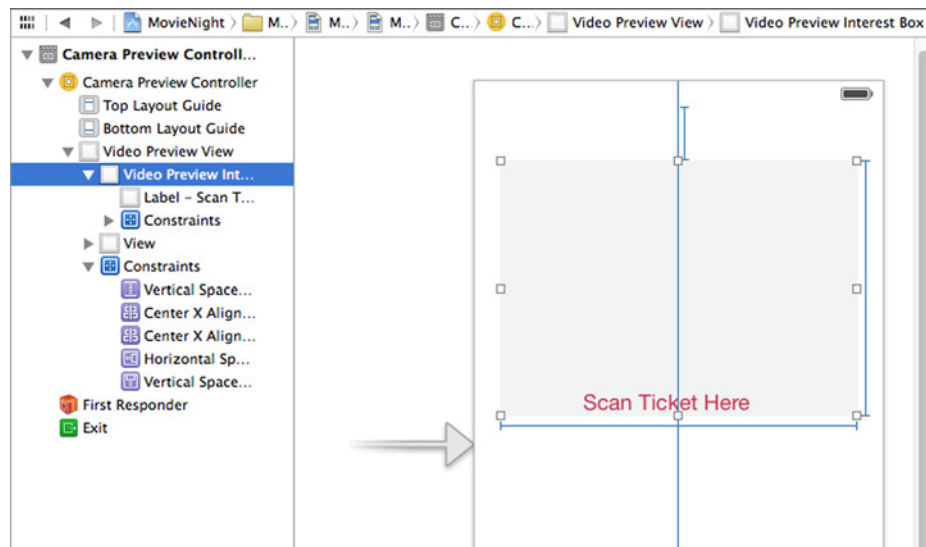 MovieNight 〉 M..〉 M..〉 M..〉 C..〉 C..〉 Video Preview View 〉 Video Preview Interest Box
Camera Preview Controll...
Camera Preview Controller
Top Layout Guide
Bottom Layout Guide
Video Preview View
Video Preview Int...
Label – Scan T...
Constraints
View
Constraints
Vertical Space...
Center X Align...
Center X Align...
Horizontal Sp...
Vertical Space...
First Responder
Exit
Scan Ticket Here